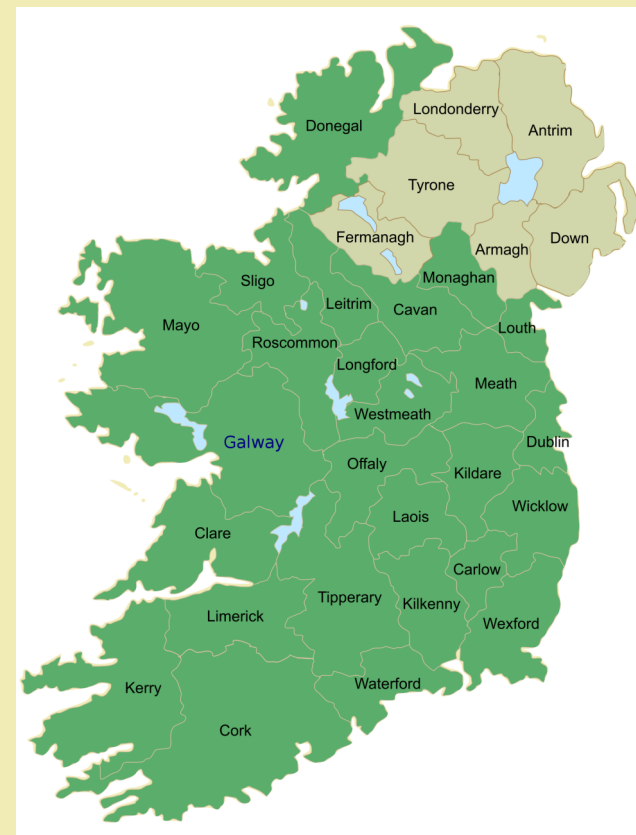 Londonderry
Donegal
Antrim
Tyrone
Fermanagh
Down
Armagh
Monaghan
Sligo
Leitrim
Cavan
Mayo
Louth
Roscommon
Longford
Meath
Westmeath
Galway
Dublin
Offaly
Kildare
Wicklow
Laois
Clare
Carlow
Tipperary
Kilkenny
Limerick
Wexford
Waterford
Kerry
Cork